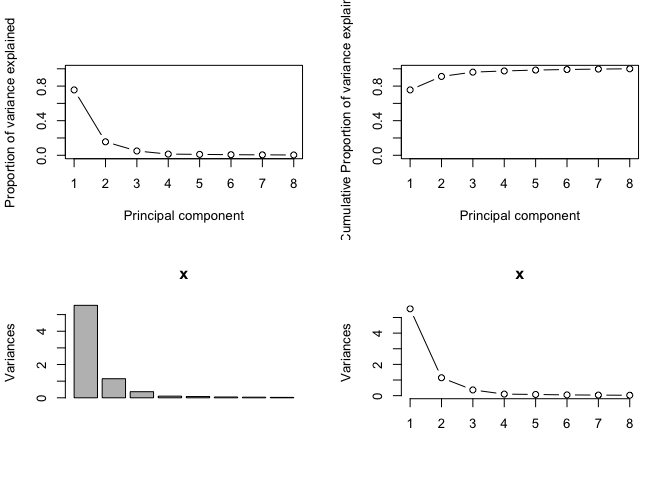 Proportion of variance explained
0.0 0.4 0.8
1 2 3 4 5 6 7 8
Principal component
Cumulative Proportion of variance explain
0.0 0.4 0.8
1 2 3 4 5 6 7 8
Principal component
x
Variances
0 2 4
x
Variances
0 2 4
1 2 3 4 5 6 7 8